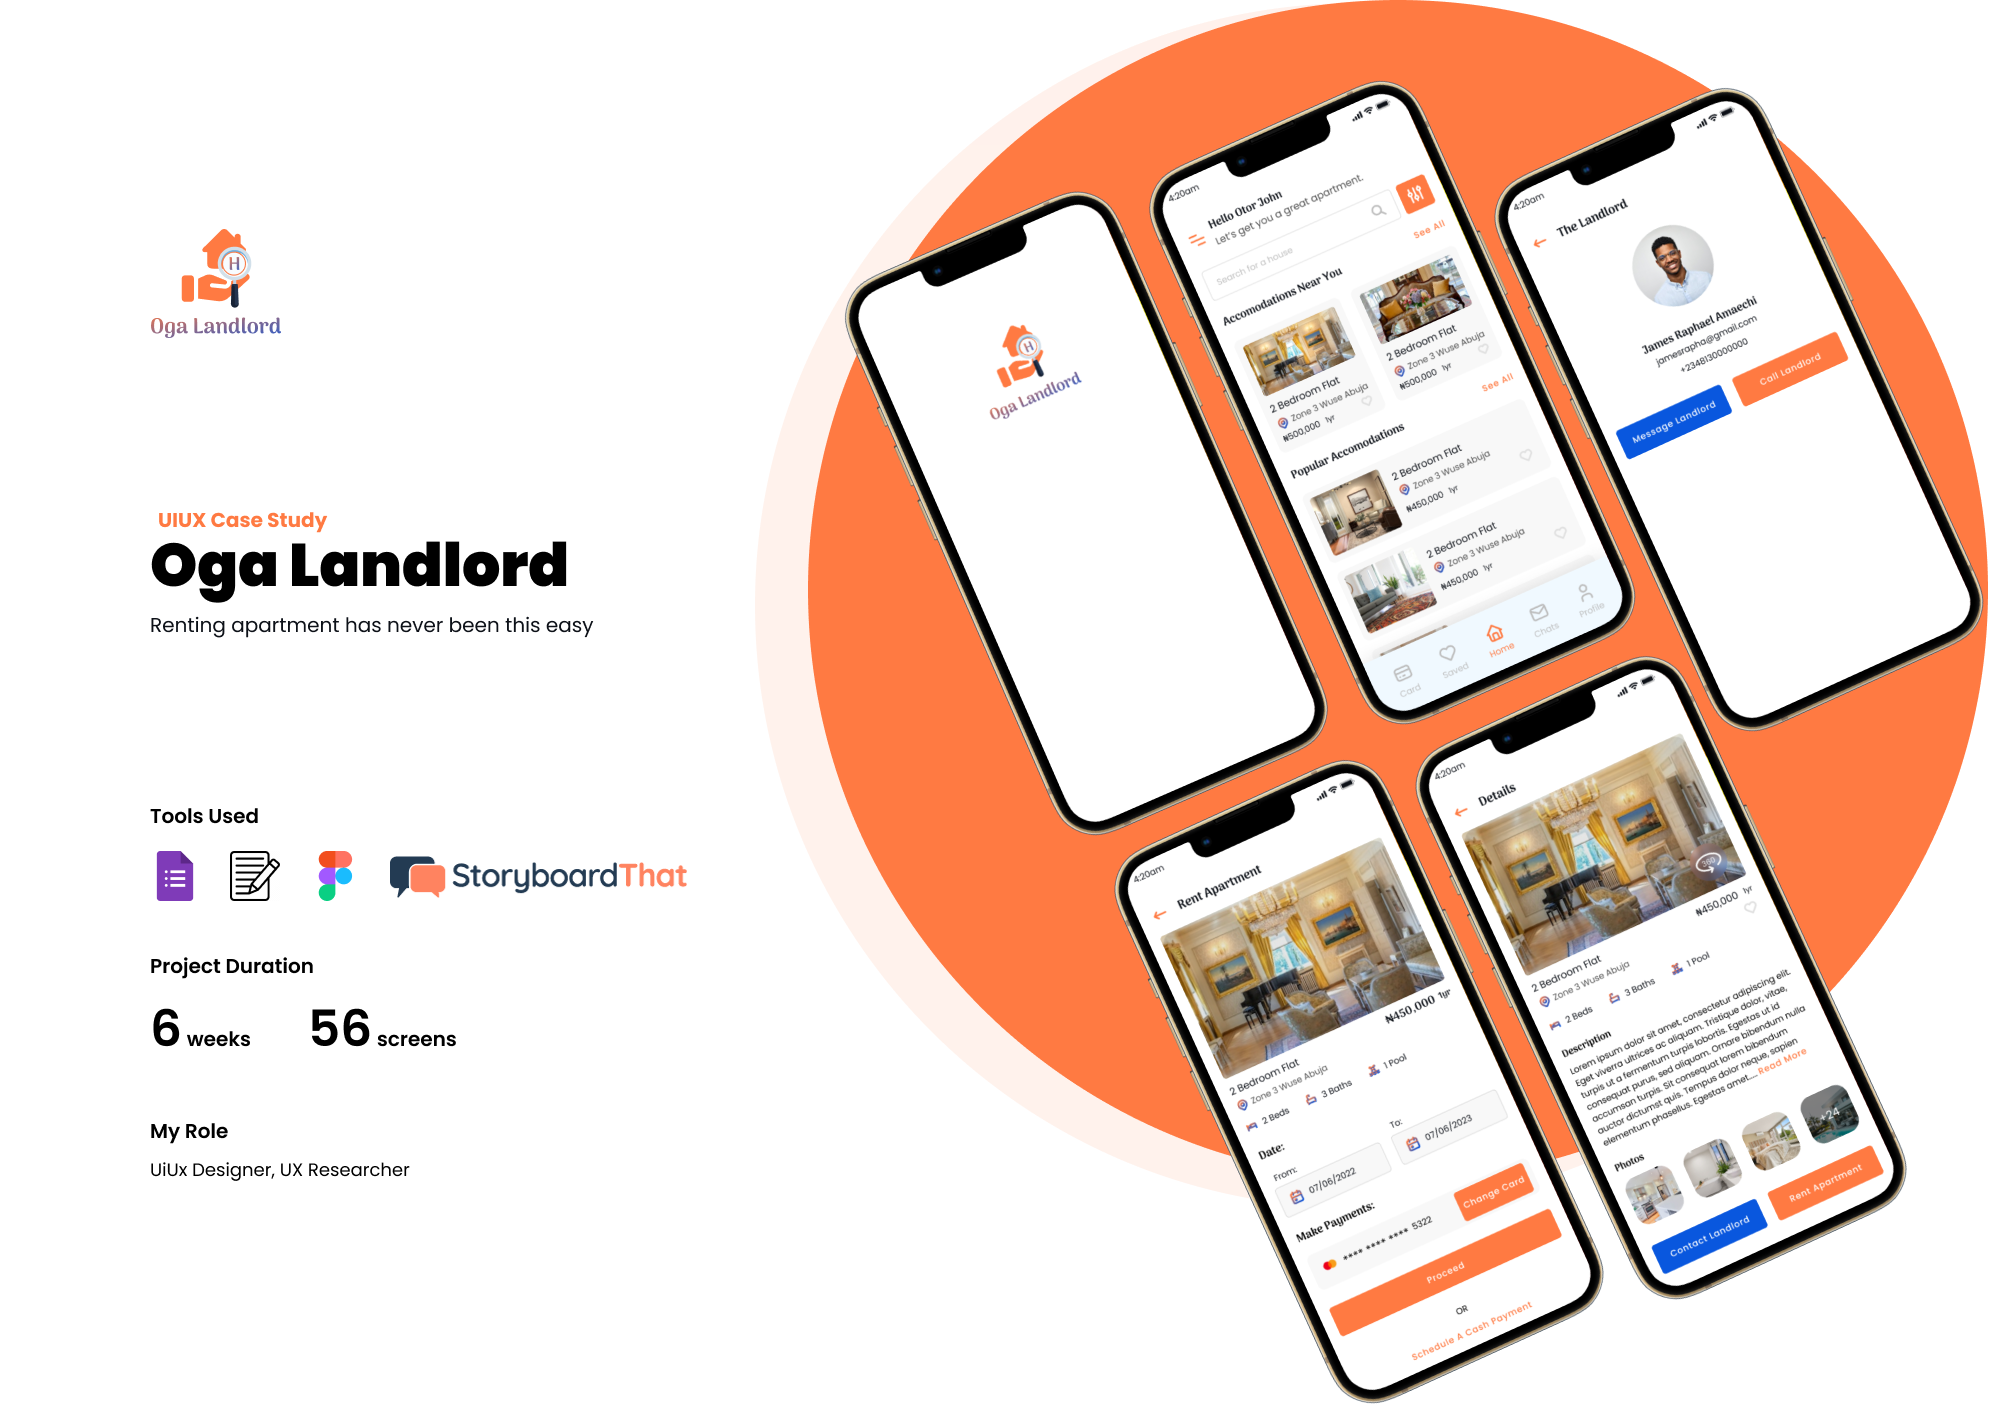 H
Oga Landlord
UIUX Case Study
Oga Landlord
Renting apartment has never been this easy
Tools Used
StoryboardThat
Project Duration
6 weeks
56 screens
My Role
UiUx Designer, UX Researcher
H
Oga Landlord
4:20am
Hello Otor John
Let's get you a great apartment.
Search for a house
See All
Accomodations Near You
2 Bedroom Flat
Zone 3 Wuse Abuja
₦500,000 1yr
2 Bedroom Flat
Zone 3 Wuse Abuja
₦500,000 1yr
See All
Popular Accomodations
2 Bedroom Flat
Zone 3 Wuse Abuja
₦450,000 1yr
2 Bedroom Flat
Zone 3 Wuse Abuja
₦450,000 1yr
Card
Saved
Home
Chats
Profile
4:20am
The Landlord
James Raphael Amaechi
jamesrapha@gmail.com
+2348130000000
Message Landlord
Call Landlord
4:20am
Rent Apartment
₦450,000 1yr
2 Bedroom Flat
Zone 3 Wuse Abuja
2 Beds
3 Baths
1 Pool
Date:
From:
07/06/2022
To:
07/06/2023
Make Payments:
**** **** **** 5322
Change Card
Proceed
OR
Schedule A Cash Payment
4:20am
Details
360
₦450,000 1yr
2 Bedroom Flat
Zone 3 Wuse Abuja
2 Beds
3 Baths
1 Pool
Description
Lorem ipsum dolor sit amet, consectetur adipiscing elit.
Eget viverra ultrices ac aliquam. Tristique dolor, vitae,
turpis ut a fermentum turpis lobortis. Egestas ut id
consequat purus, sed aliquam. Ornare bibendum nulla
accumsan turpis. Sit consequat lorem bibendum
auctor dictumst quis. Tempus dolor neque, sapien
elementum phasellus. Egestas amet.... Read More
Photos
+24
Contact Landlord
Rent Apartment